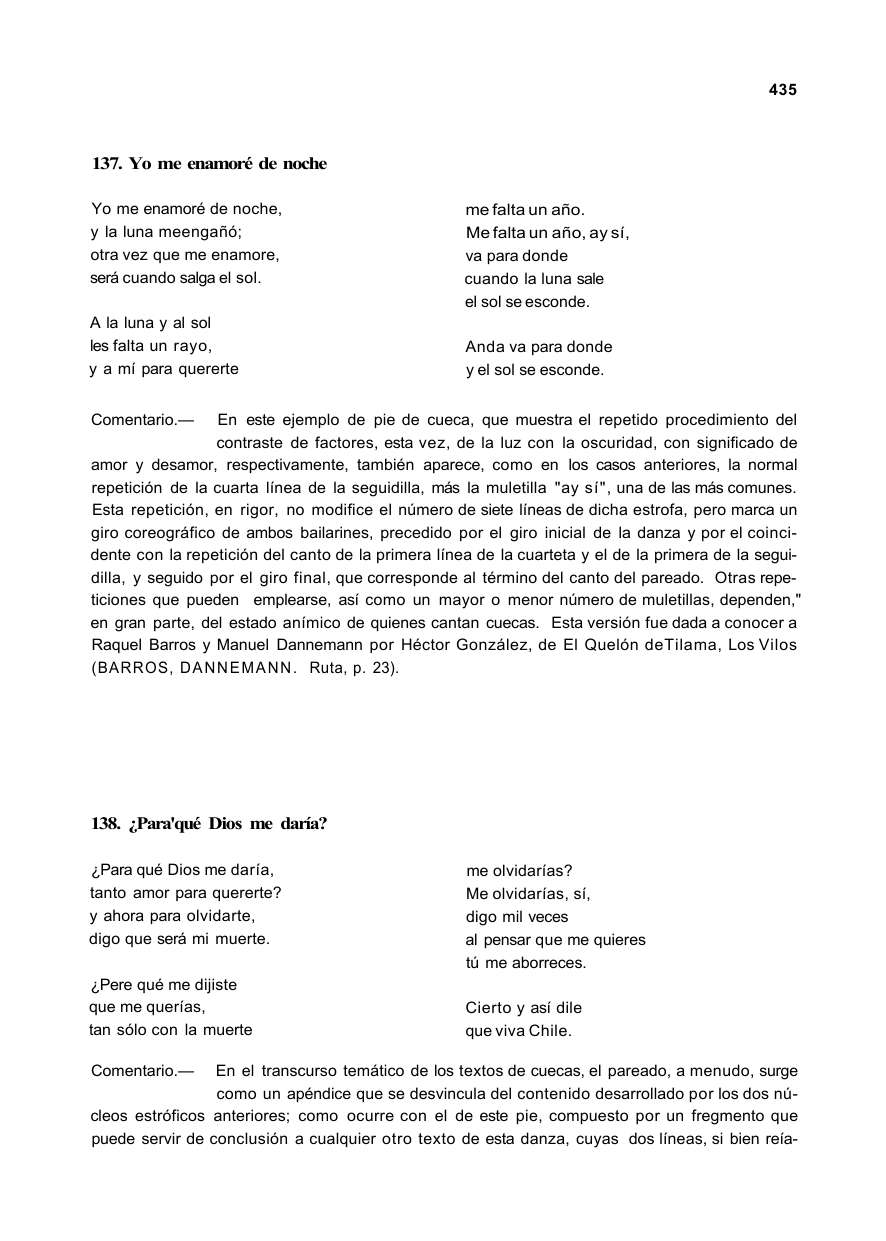 435
137. Yo me enamoré de noche
Yo me enamoré de noche,
y la luna meengañó;
otra vez que me enamore,
será cuando salga el sol.
A la luna y al sol
les falta un rayo,
y a mí para quererte
me falta un año.
Me falta un año, ay sí,
va para donde
cuando la luna sale
el sol se esconde.
Anda va para donde
y el sol se esconde.
Comentario.— En este ejemplo de pie de cueca, que muestra el repetido procedimiento del
contraste de factores, esta vez, de la luz con la oscuridad, con significado de
amor y desamor, respectivamente, también aparece, como en los casos anteriores, la normal
repetición de la cuarta línea de la seguidilla, más la muletilla "ay sí", una de las más comunes.
Esta repetición, en rigor, no modifice el número de siete líneas de dicha estrofa, pero marca un
giro coreográfico de ambos bailarines, precedido por el giro inicial de la danza y por el coinci-
dente con la repetición del canto de la primera línea de la cuarteta y el de la primera de la segui-
dilla, y seguido por el giro final, que corresponde al término del canto del pareado. Otras repe-
ticiones que pueden emplearse, así como un mayor o menor número de muletillas, dependen,"
en gran parte, del estado anímico de quienes cantan cuecas. Esta versión fue dada a conocer a
Raquel Barros y Manuel Dannemann por Héctor González, de El Quelón deTilama, Los Vilos
(BARROS, DANNEMANN. Ruta, p. 23).
138. ¿Para'qué Dios me daría?
¿Para qué Dios me daría,
tanto amor para quererte?
y ahora para olvidarte,
digo que será mi muerte.
¿Pere qué me dijiste
que me querías,
tan sólo con la muerte
me olvidarías?
Me olvidarías, sí,
digo mil veces
al pensar que me quieres
tú me aborreces.
Cierto y así dile
que viva Chile.
Comentario.— En el transcurso temático de los textos de cuecas, el pareado, a menudo, surge
como un apéndice que se desvincula del contenido desarrollado por los dos nú-
cleos estróficos anteriores; como ocurre con el de este pie, compuesto por un fregmento que
puede servir de conclusión a cualquier otro texto de esta danza, cuyas dos líneas, si bien reía-